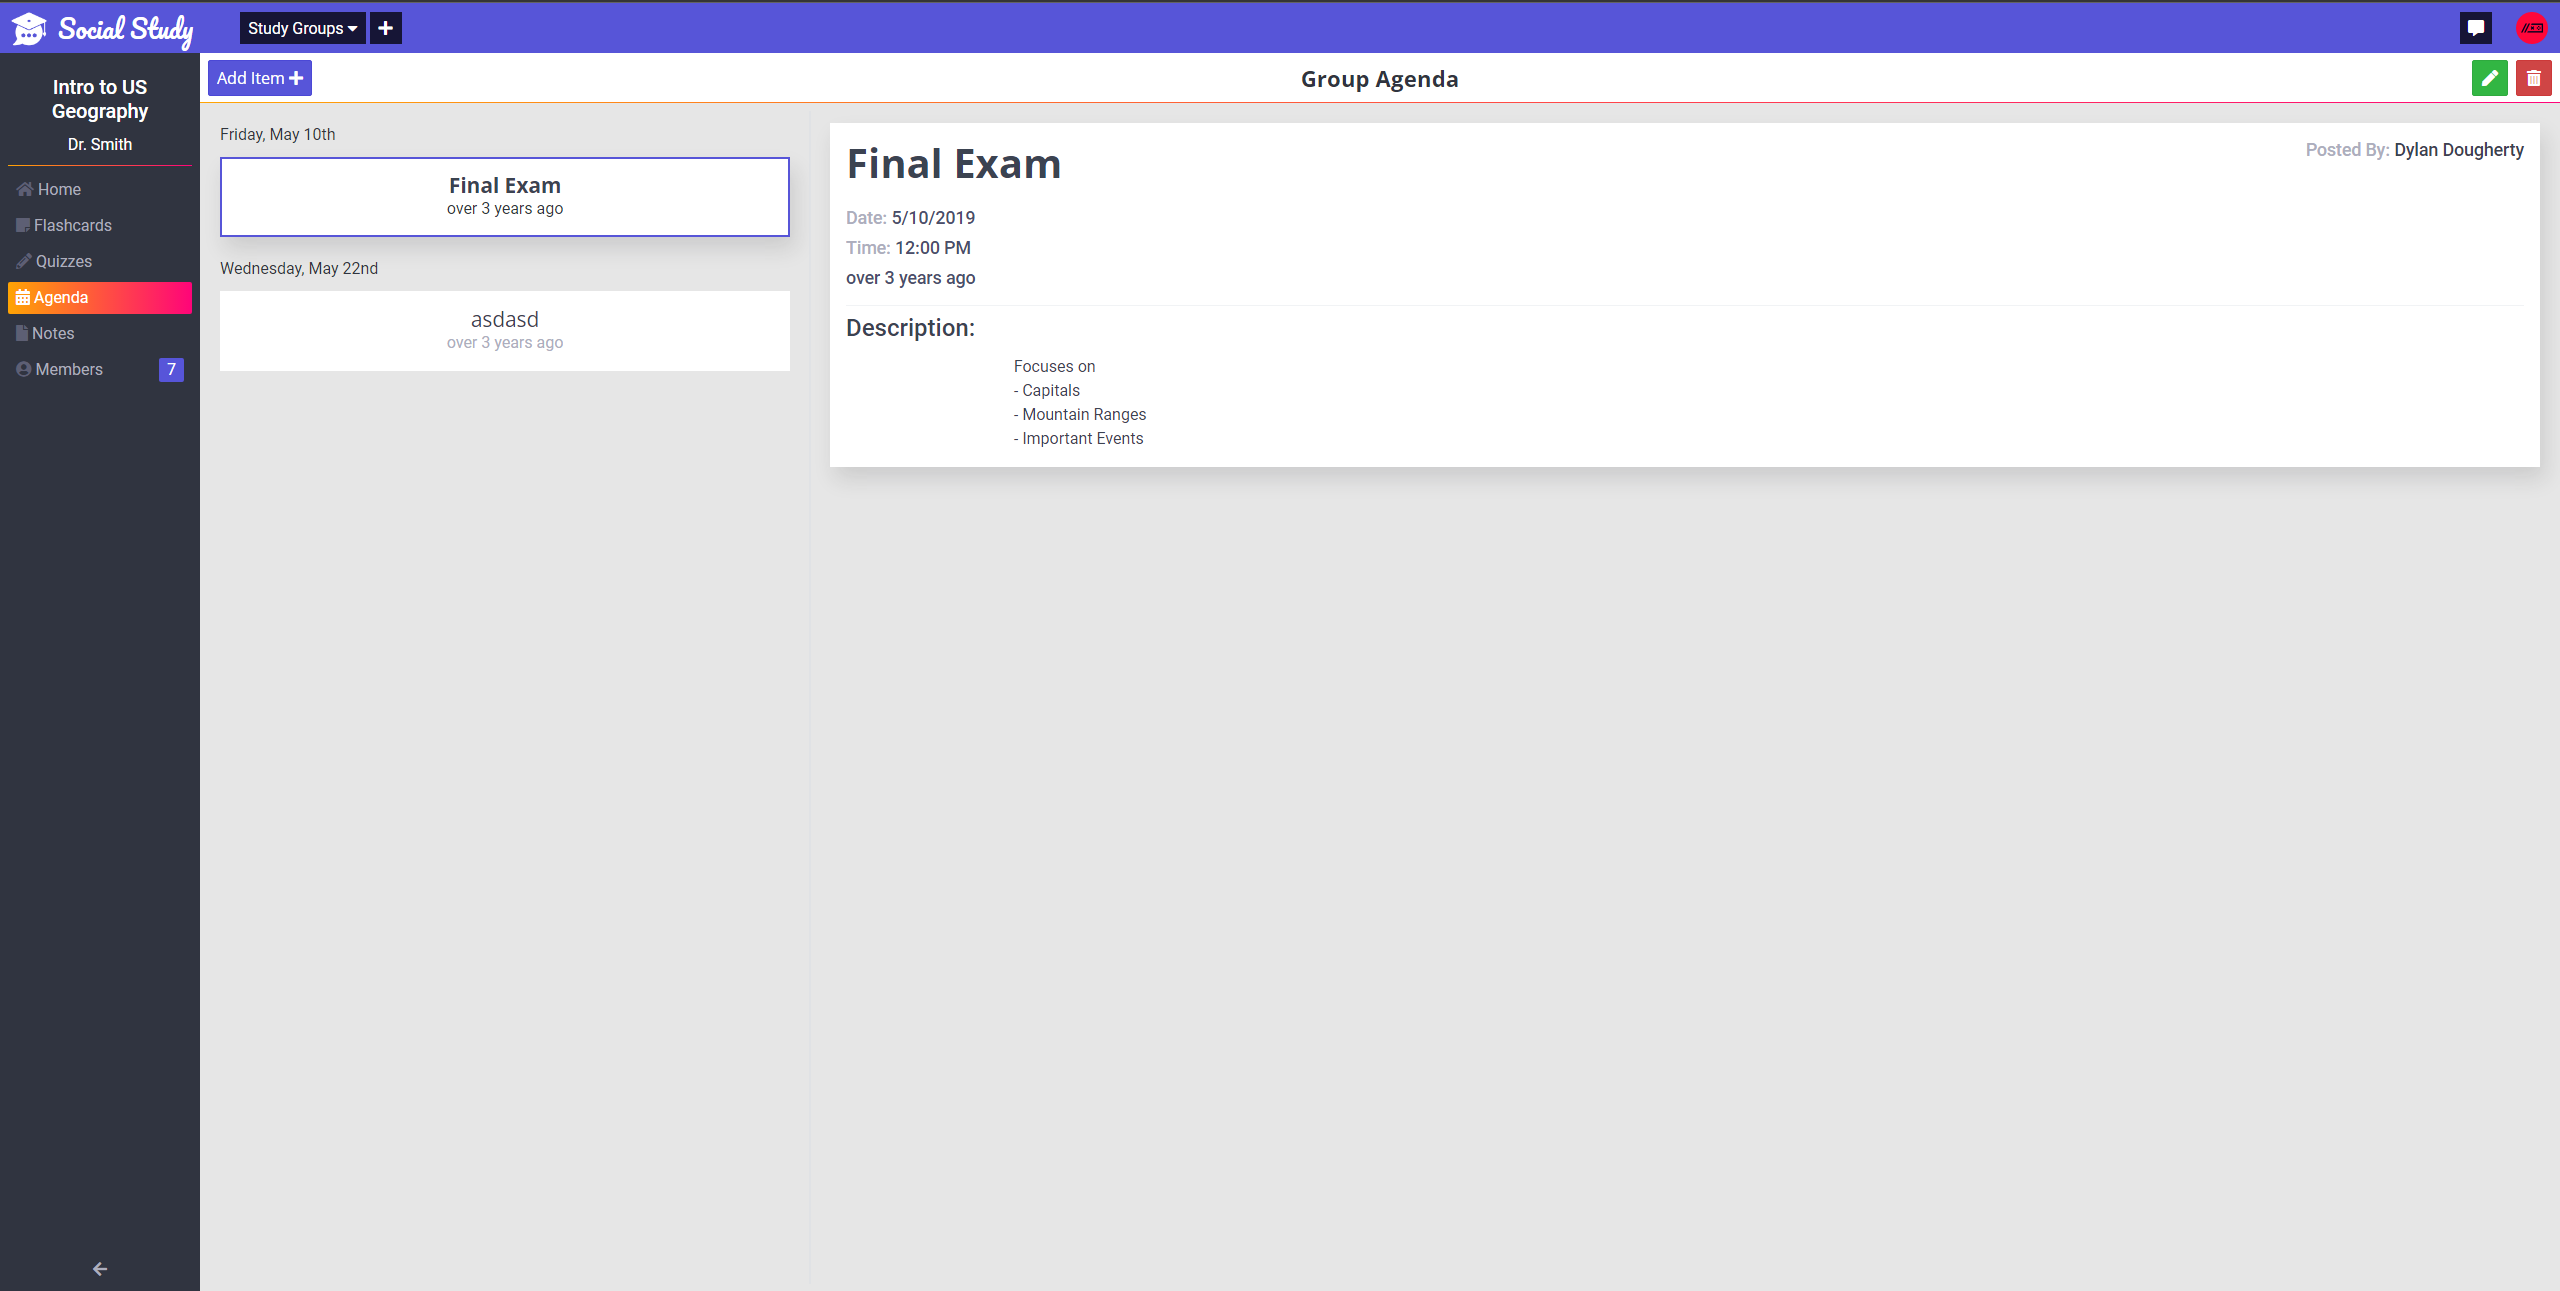 Social Study
Study Groups
Intro to US
Geography
Dr. Smith
Home
Flashcards
Quizzes
Agenda
Notes
Members 7
Add Item
Group Agenda
Friday, May 10th
Final Exam
over 3 years ago
Wednesday, May 22nd
asdasd
over 3 years ago
Final Exam
Posted By: Dylan Dougherty
Date: 5/10/2019
Time: 12:00 PM
over 3 years ago
Description:
Focuses on
- Capitals
- Mountain Ranges
- Important Events